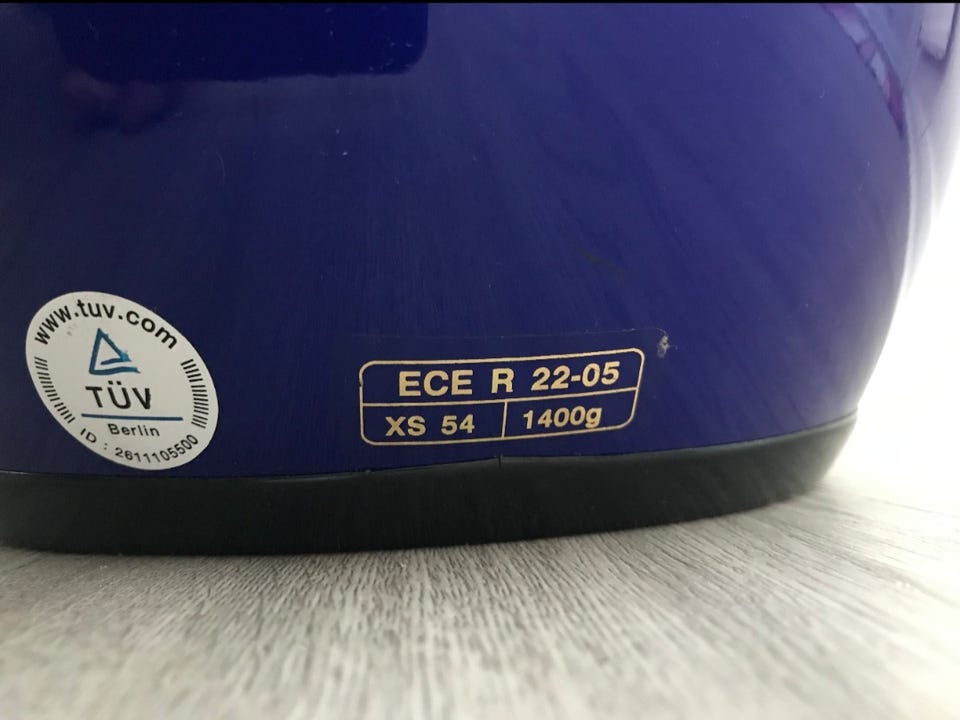 www.tuv.com
TÜV
Berlin
ID : 2611105500
ECE R 22-05
XS 54 1400g